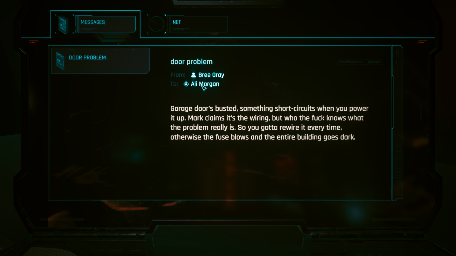 MESSAGES
NET
DOOR PROBLEM
door problem
From: Bree Gray
To: Ali Morgan
Garage door's busted, something short-circuits when you power
it up. Mark claims it's the wiring, but who the fuck knows what
the problem really is. So you gotta rewire it every time,
otherwise the fuse blows and the entire building goes dark.